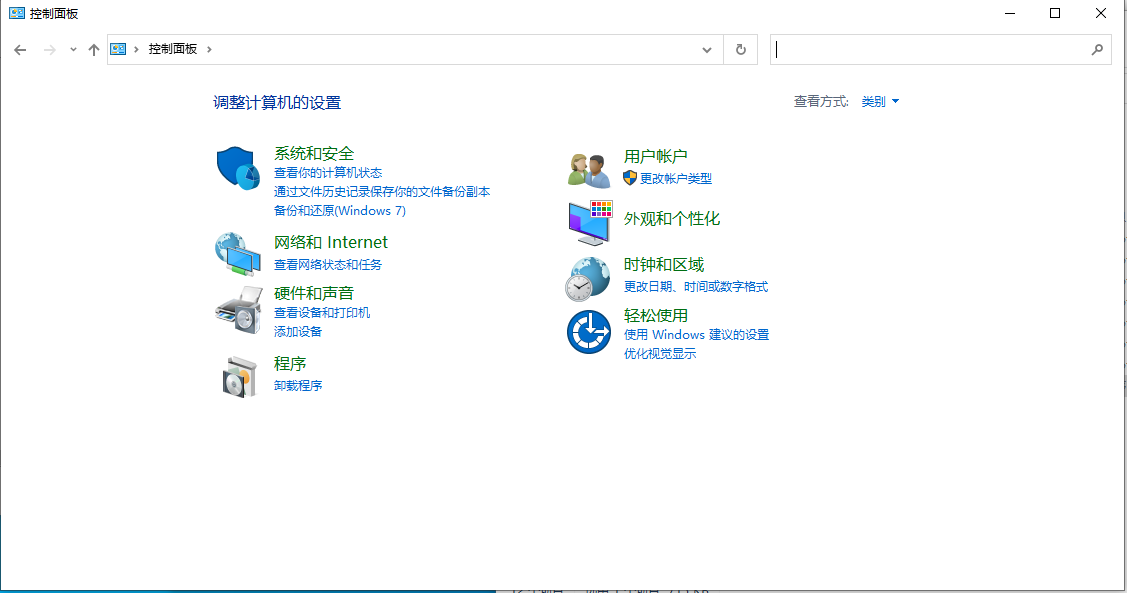 控制面板
控制面板
调整计算机的设置
查看方式: 类别
系统和安全
查看你的计算机状态
通过文件历史记录保存你的文件备份副本
备份和还原(Windows 7)
网络和 Internet
查看网络状态和任务
硬件和声音
查看设备和打印机
添加设备
程序
卸载程序
用户帐户
更改帐户类型
外观和个性化
时钟和区域
更改日期、时间或数字格式
轻松使用
使用 Windows 建议的设置
优化视觉显示